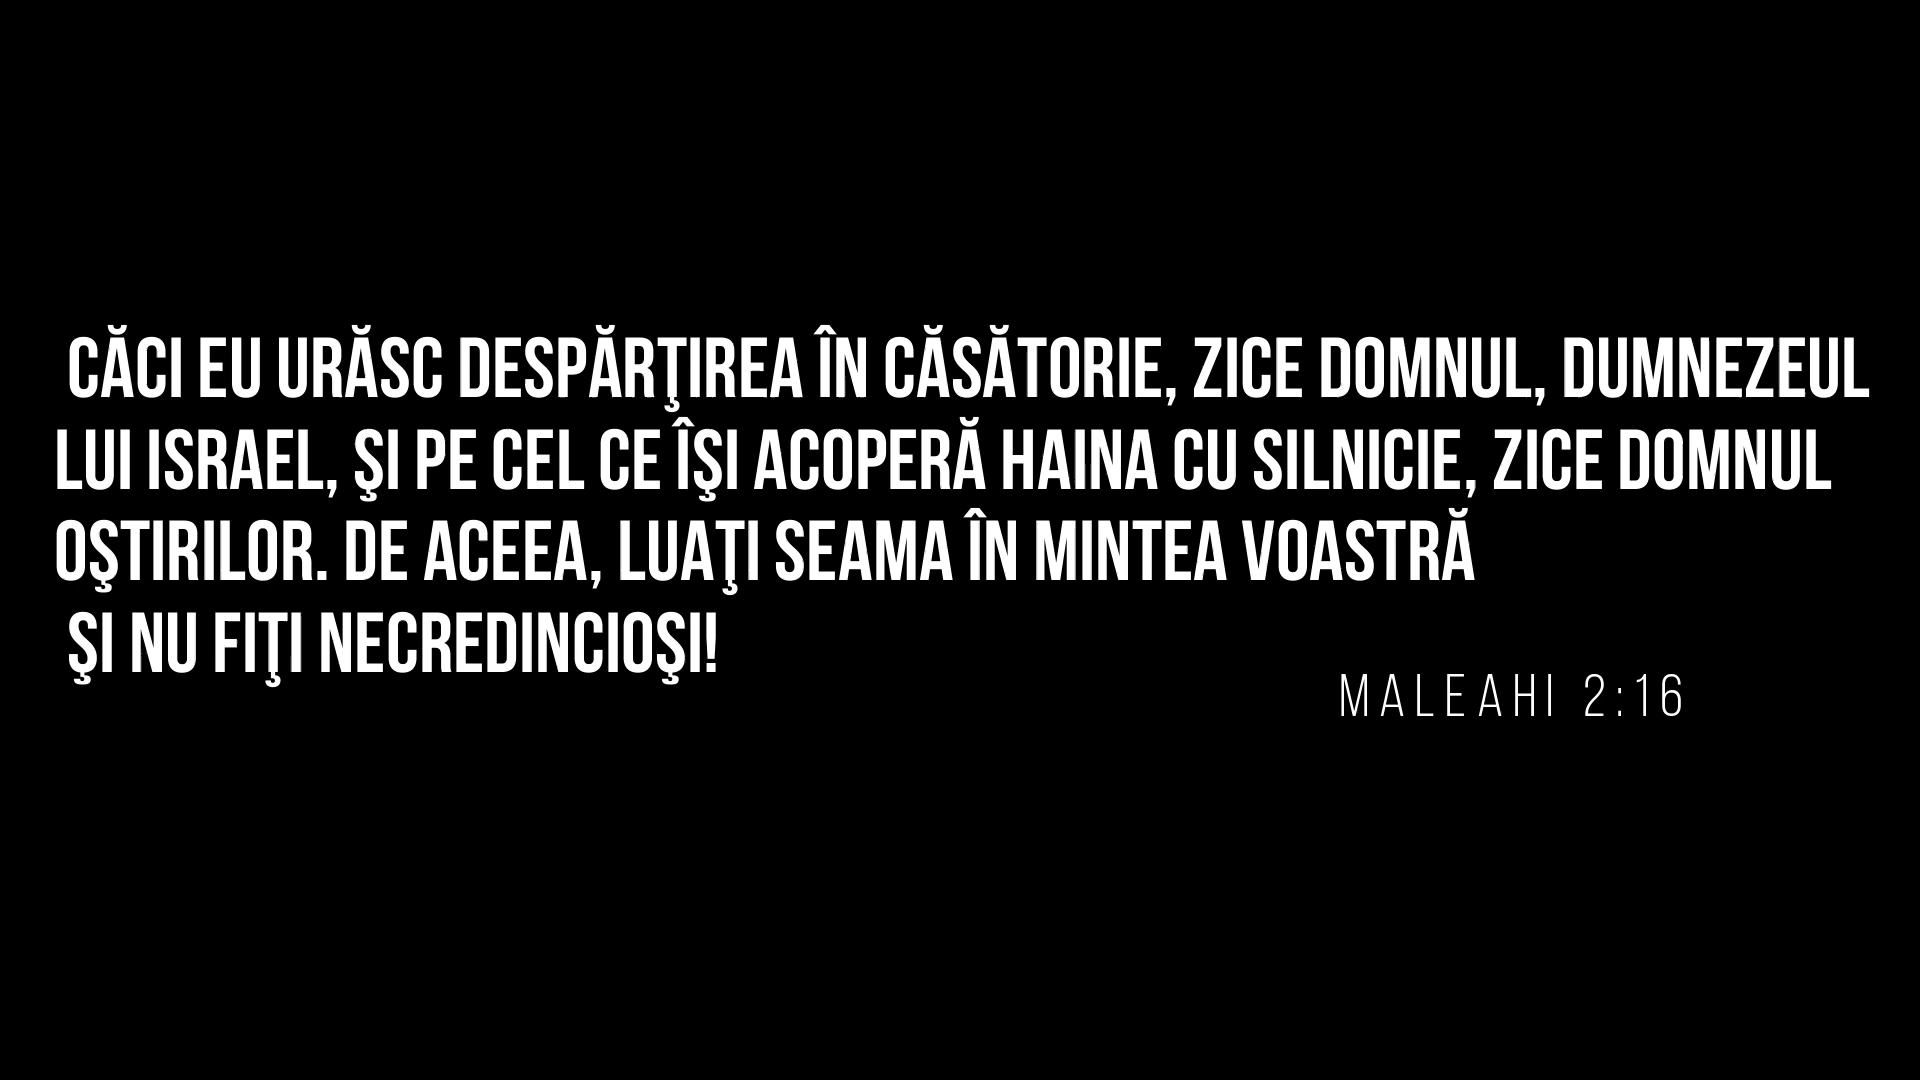 CĂCI EU URĂSC DESPĂRŢIREA ÎN CĂSĂTORIE, ZICE DOMNUL, DUMNEZEUL
LUI ISRAEL, ŞI PE CEL CE ÎŞI ACOPERĂ HAINA CU SILNICIE, ZICE DOMNUL
OŞTIRILOR. DE ACEEA, LUAŢI SEAMA ÎN MINTEA VOASTRĂ
ŞI NU FIŢI NECREDINCIOŞI!
MALEAHI 2:16